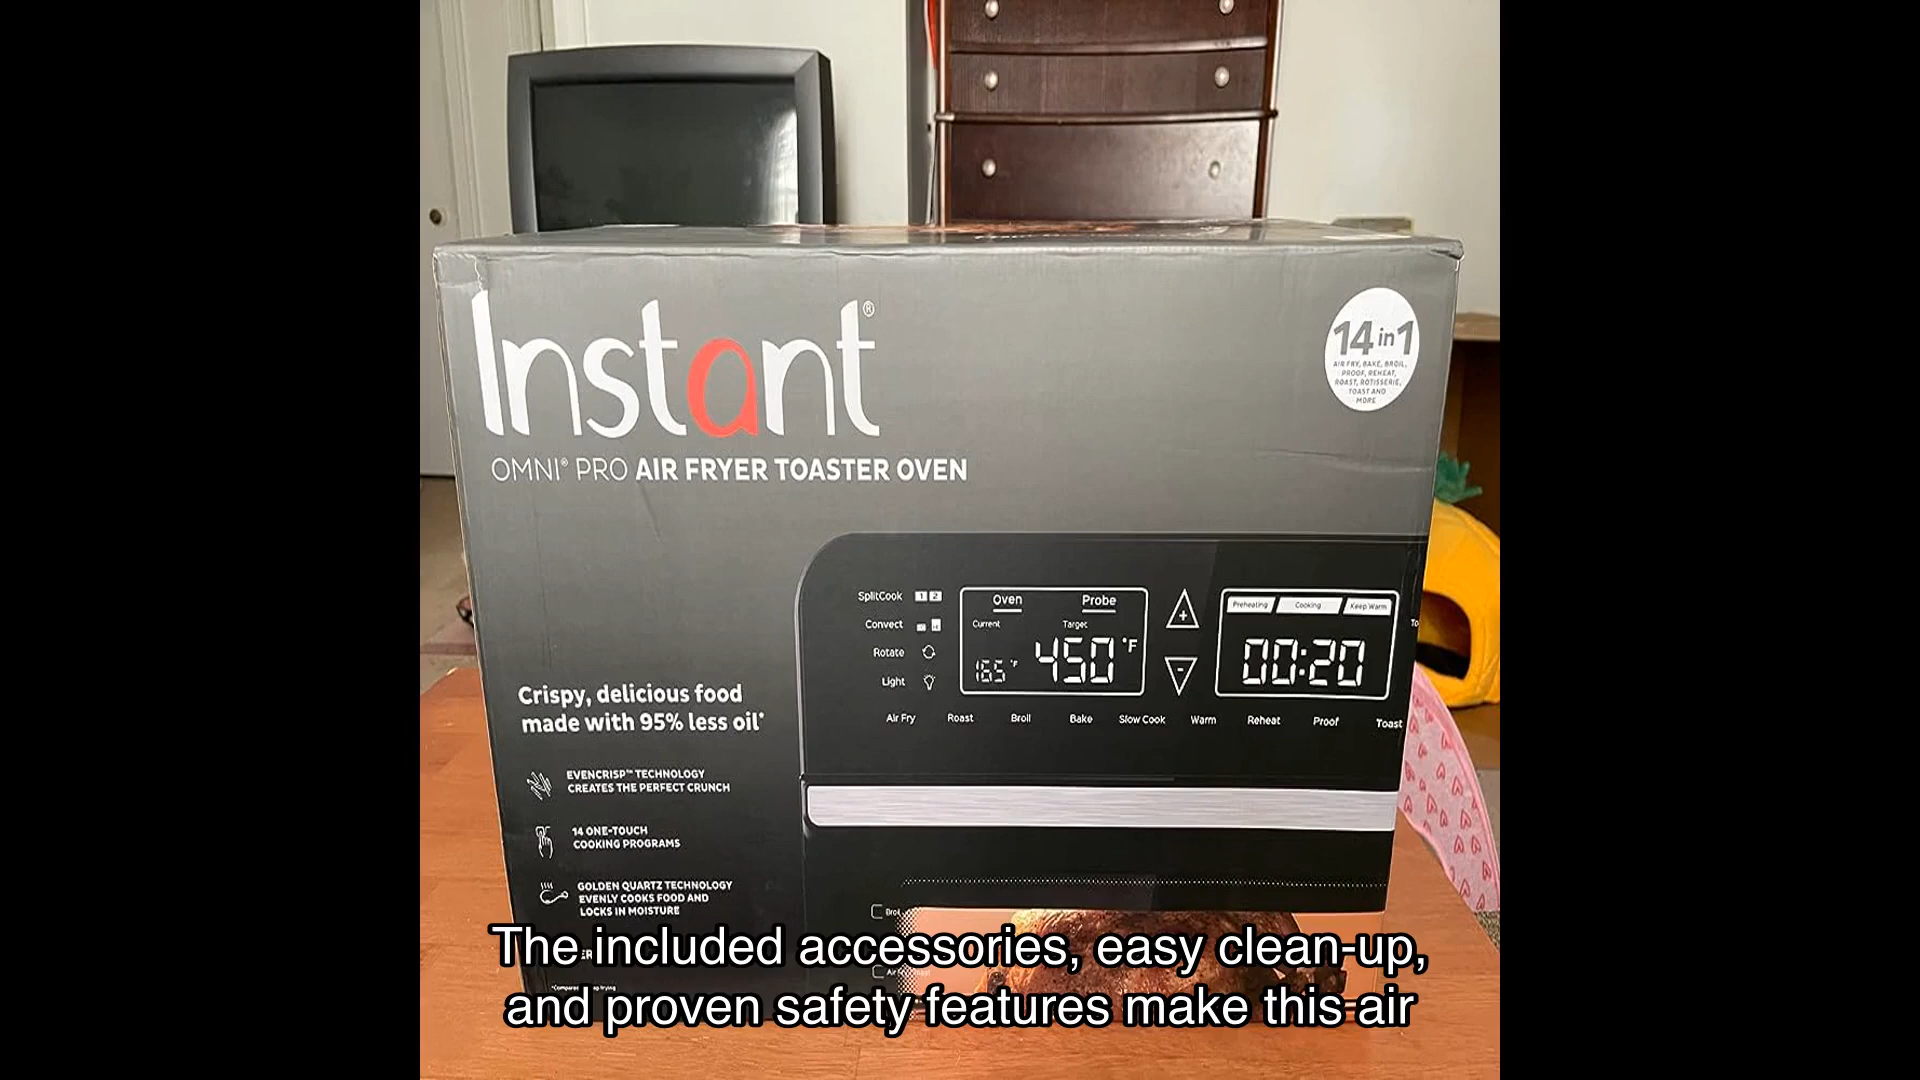 Instant®
OMNI® PRO AIR FRYER TOASTER OVEN
14 in 1
AIR FRY, BAKE, BROIL,
PROOF, REHEAT,
ROAST, ROTISSERIE,
TOAST AND
MORE
SplitCook 1 2
Convect
Rotate
Light
Oven Probe
Current Target
165°F 450°F
+
-
Preheating Cooking Keep Warm
00:20
Air Fry Roast Broil Bake Slow Cook Warm Reheat Proof Toast
Crispy, delicious food
made with 95% less oil*
EVENCRISP™ TECHNOLOGY
CREATES THE PERFECT CRUNCH
14 ONE-TOUCH
COOKING PROGRAMS
GOLDEN QUARTZ TECHNOLOGY
EVENLY COOKS FOOD AND
LOCKS IN MOISTURE
Broil
The included accessories, easy clean-up,
and proven safety features make this air